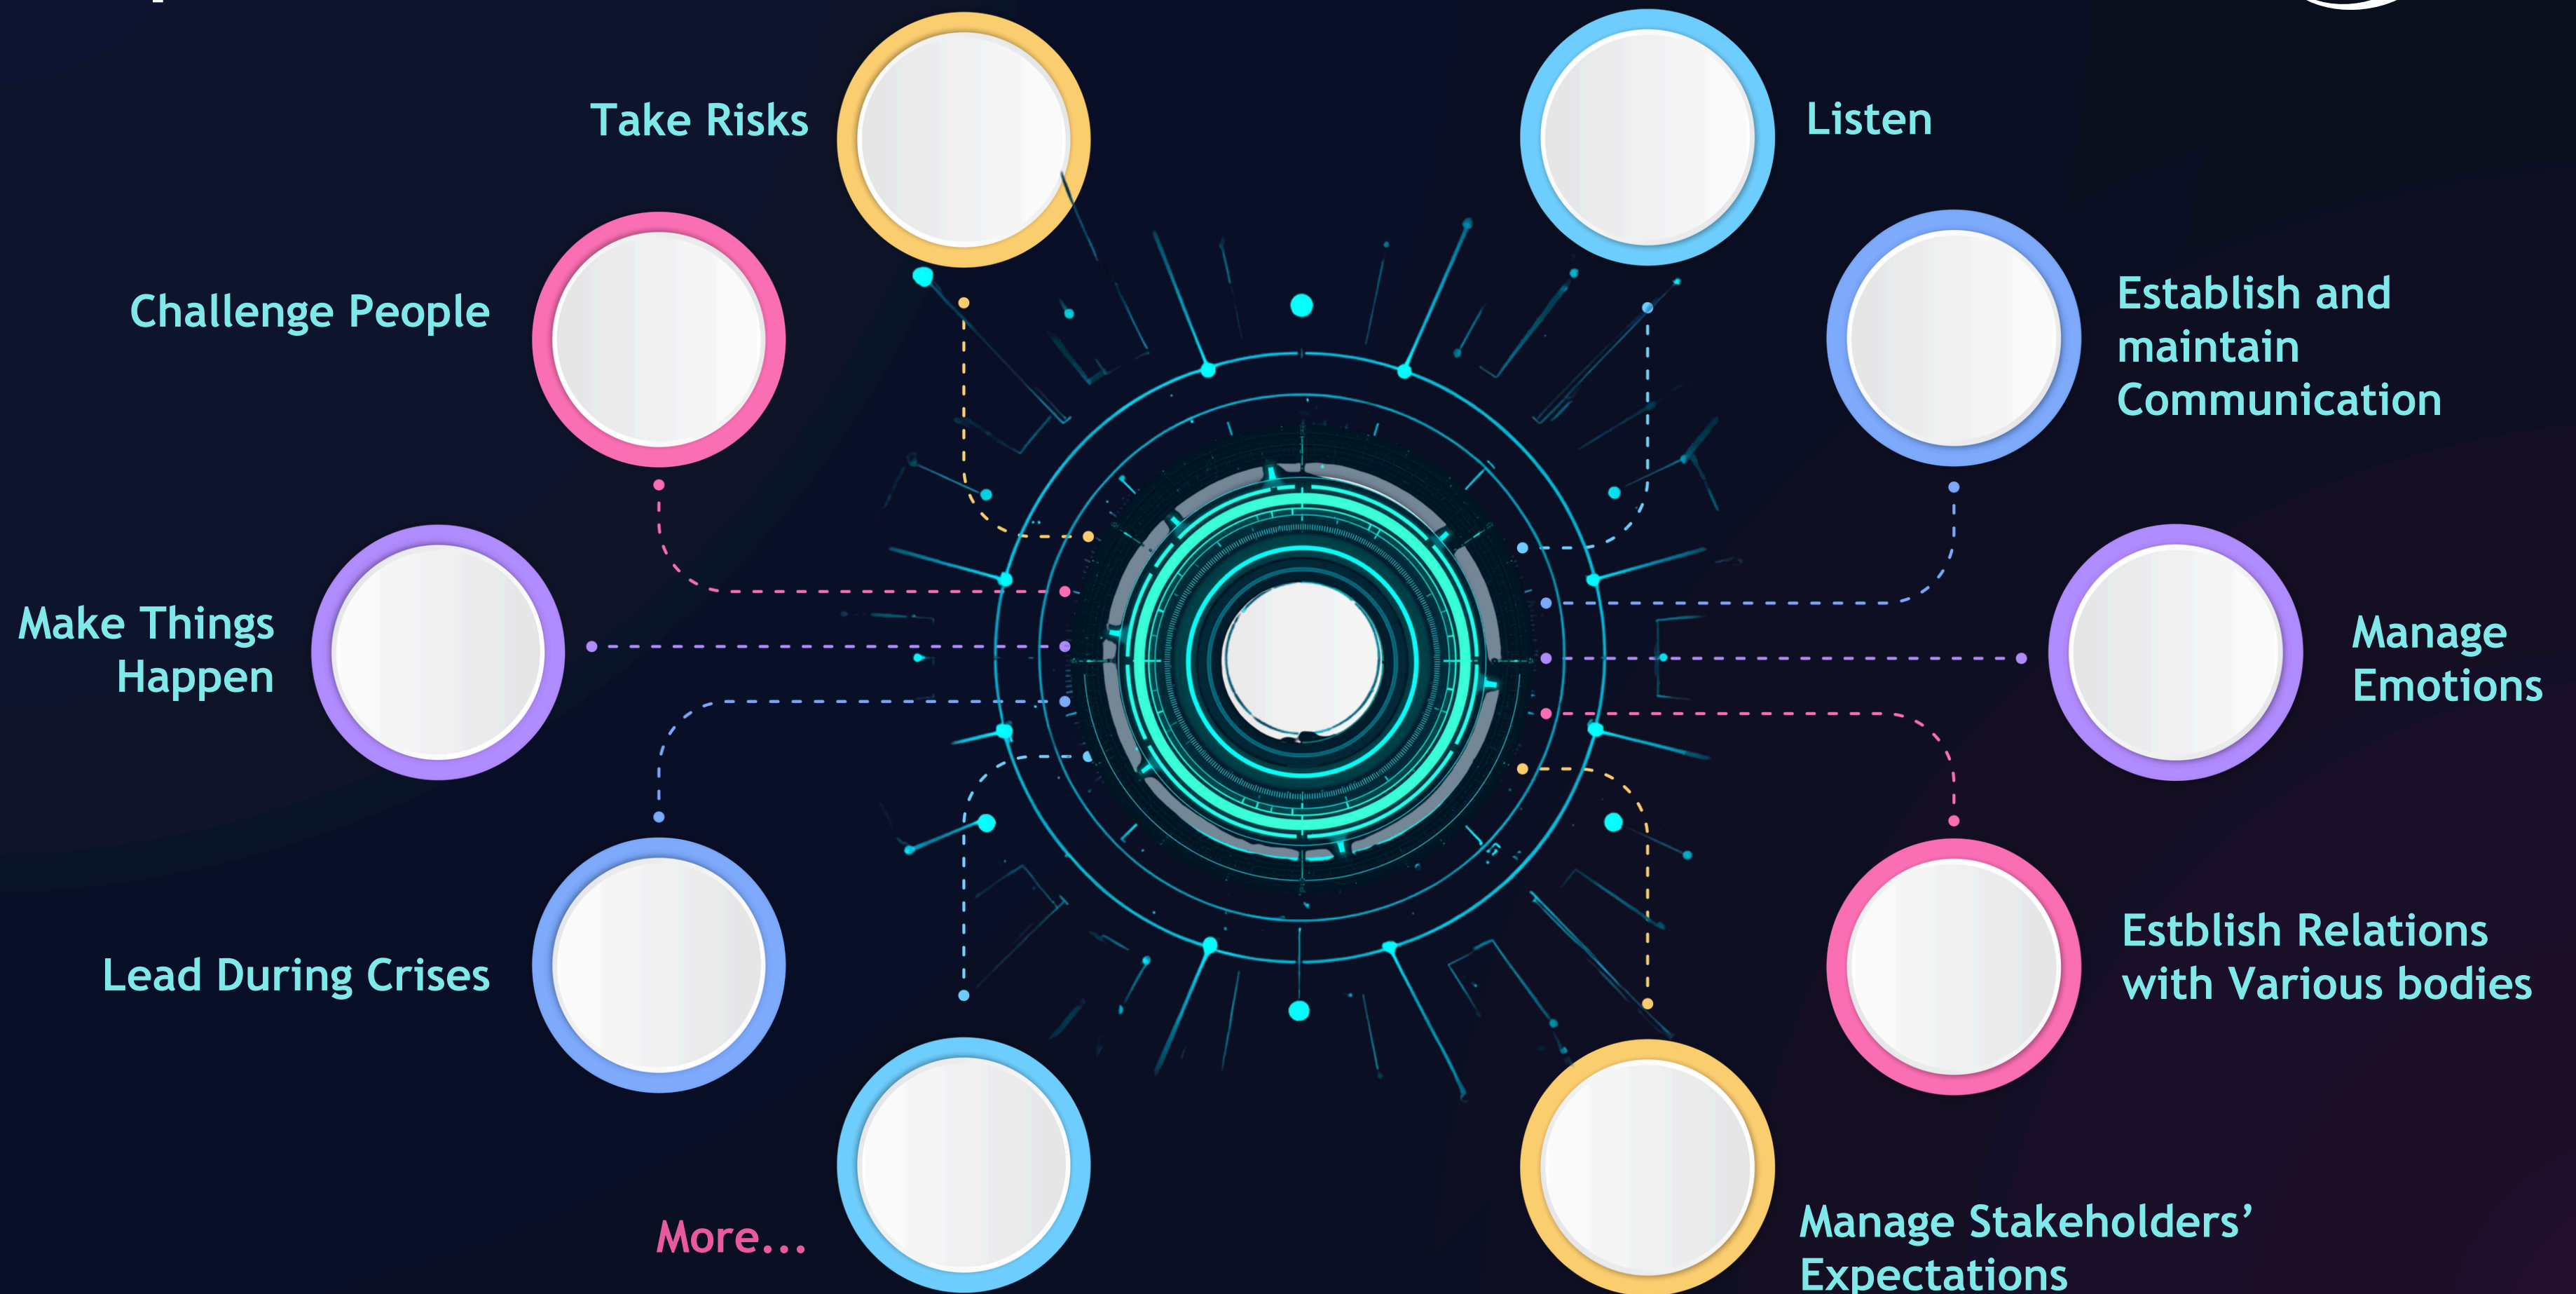 Take Risks
Listen
Challenge People
Establish and
maintain
Communication
Make Things
Happen
Manage
Emotions
Lead During Crises
Estblish Relations
with Various bodies
More...
Manage Stakeholders’
Expectations